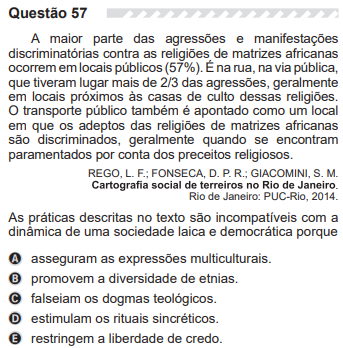 Questão 57
A maior parte das agressões e manifestações
discriminatórias contra as religiões de matrizes africanas
ocorrem em locais públicos (57%). É na rua, na via pública,
que tiveram lugar mais de 2/3 das agressões, geralmente
em locais próximos às casas de culto dessas religiões.
O transporte público também é apontado como um local
em que os adeptos das religiões de matrizes africanas
são discriminados, geralmente quando se encontram
paramentados por conta dos preceitos religiosos.
REGO, L. F.; FONSECA, D. P. R.; GIACOMINI, S. M.
Cartografia social de terreiros no Rio de Janeiro.
Rio de Janeiro: PUC-Rio, 2014.
As práticas descritas no texto são incompatíveis com a
dinâmica de uma sociedade laica e democrática porque
A asseguram as expressões multiculturais.
B promovem a diversidade de etnias.
C falseiam os dogmas teológicos.
D estimulam os rituais sincréticos.
E restringem a liberdade de credo.